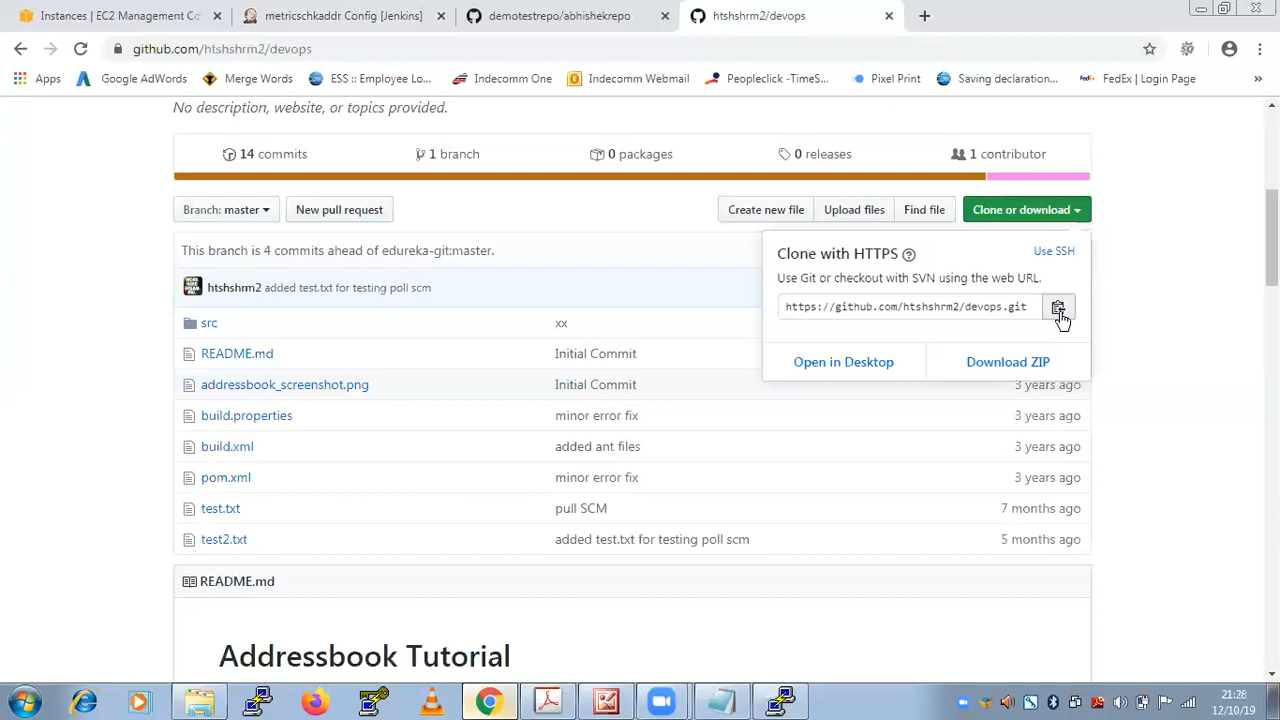 Instances | EC2 Management Co
metricschkaddr Config [Jenkins]
demotestrepo/abhishekrepo
htshshrm2/devops
github.com/htshshrm2/devops
Apps
Google AdWords
Merge Words
ESS :: Employee Lo...
Indecomm One
Indecomm Webmail
Peopleclick -TimeS...
Pixel Print
Saving declaration...
FedEx | Login Page
»
No description, website, or topics provided.
14 commits
1 branch
0 packages
0 releases
1 contributor
Branch: master
New pull request
Create new file
Upload files
Find file
Clone or download
This branch is 4 commits ahead of edureka-git:master.
Clone with HTTPS
Use SSH
Use Git or checkout with SVN using the web URL.
htshshrm2 added test.txt for testing poll scm
https://github.com/htshshrm2/devops.git
src
xx
README.md
Initial Commit
Open in Desktop
Download ZIP
addressbook_screenshot.png
Initial Commit
3 years ago
build.properties
minor error fix
3 years ago
build.xml
added ant files
3 years ago
pom.xml
minor error fix
3 years ago
test.txt
pull SCM
7 months ago
test2.txt
added test.txt for testing poll scm
5 months ago
README.md
Addressbook Tutorial
21:28
12/10/19